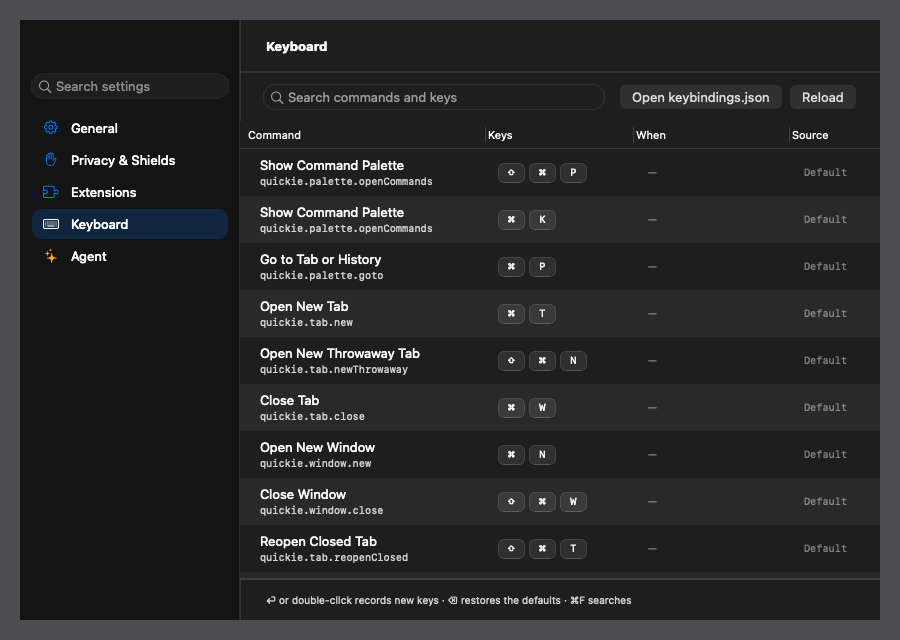 Keyboard
Search settings
General
Privacy & Shields
Extensions
Keyboard
Agent
Search commands and keys
Open keybindings.json
Reload
Command Keys When Source
Show Command Palette
quickie.palette.openCommands
⇧ ⌘ P — Default
Show Command Palette
quickie.palette.openCommands
⌘ K — Default
Go to Tab or History
quickie.palette.goto
⌘ P — Default
Open New Tab
quickie.tab.new
⌘ T — Default
Open New Throwaway Tab
quickie.tab.newThrowaway
⇧ ⌘ N — Default
Close Tab
quickie.tab.close
⌘ W — Default
Open New Window
quickie.window.new
⌘ N — Default
Close Window
quickie.window.close
⇧ ⌘ W — Default
Reopen Closed Tab
quickie.tab.reopenClosed
⇧ ⌘ T — Default
⏎ or double-click records new keys · ⌫ restores the defaults · ⌘F searches